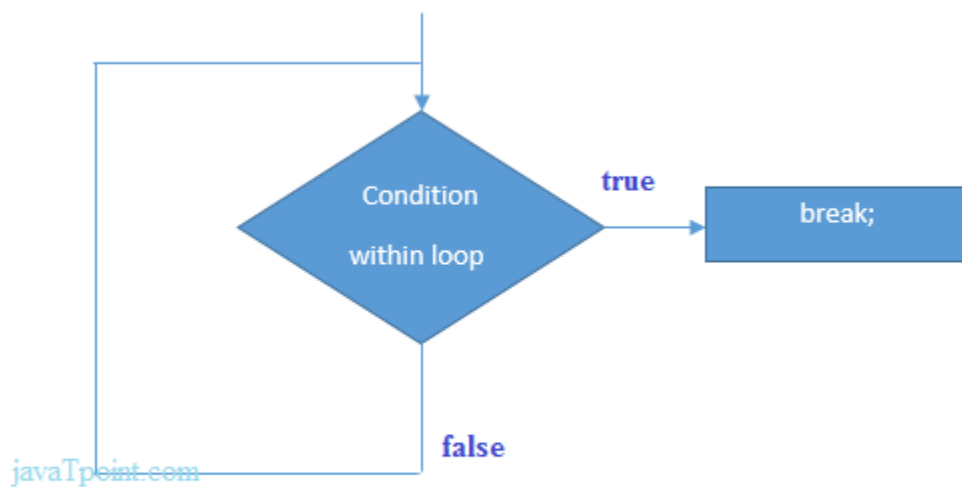 true
Condition
within loop
break;
false
javaTpoint.com